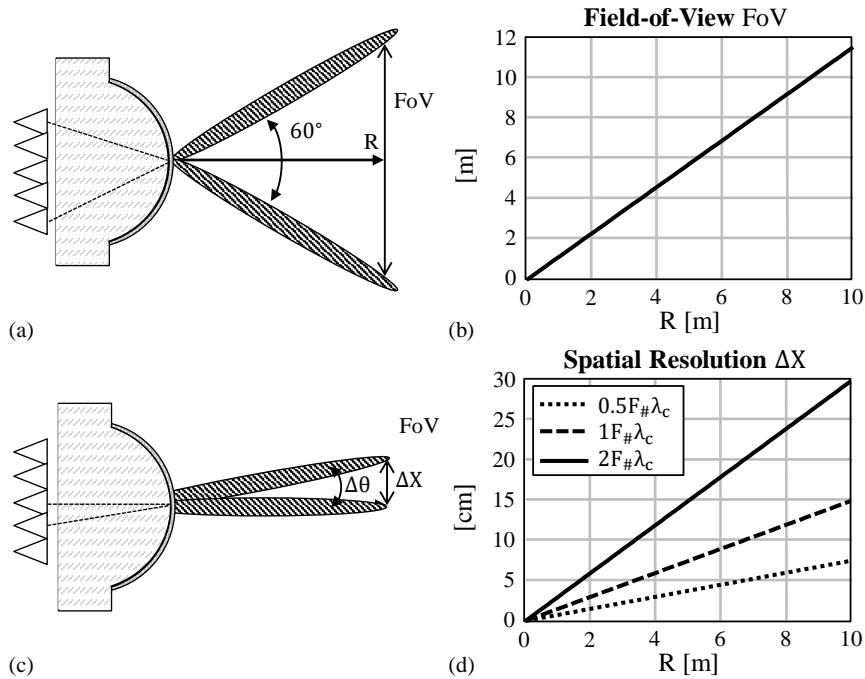 60°
FoV
R
(a)
Field-of-View FoV
12
10
8
6
4
2
0
[m]
0 2 4 6 8 10
R [m]
(b)
FoV
Δθ
ΔX
(c)
Spatial Resolution ΔX
30
25
20
15
10
5
0
[cm]
0.5F#λc
1F#λc
2F#λc
0 2 4 6 8 10
R [m]
(d)